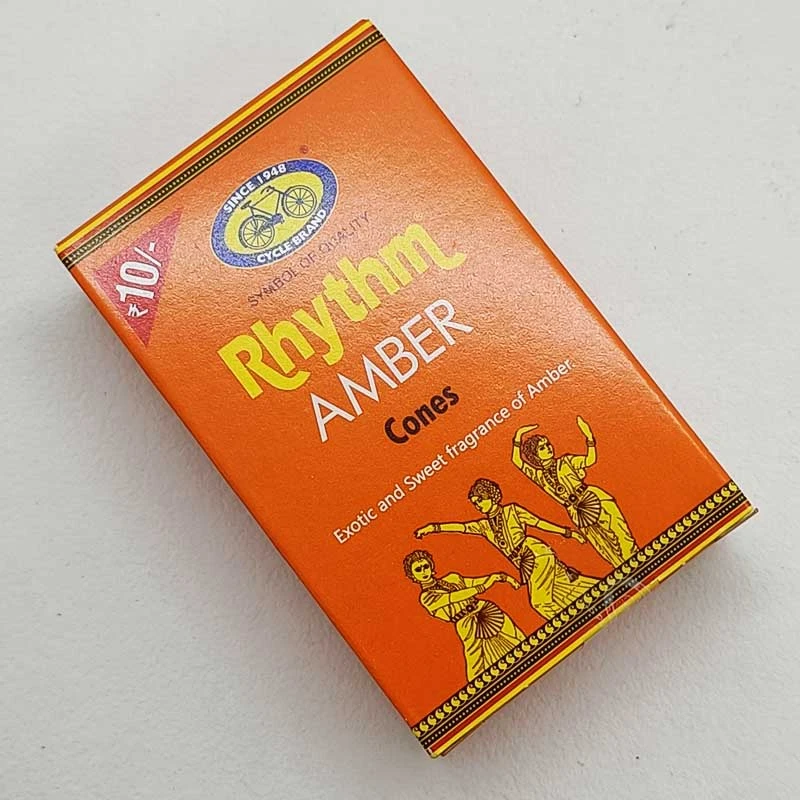 ₹10/-
SINCE 1948
CYCLE BRAND
®
SYMBOL OF QUALITY
Rhythm
AMBER
Cones
Exotic and Sweet fragrance of Amber.